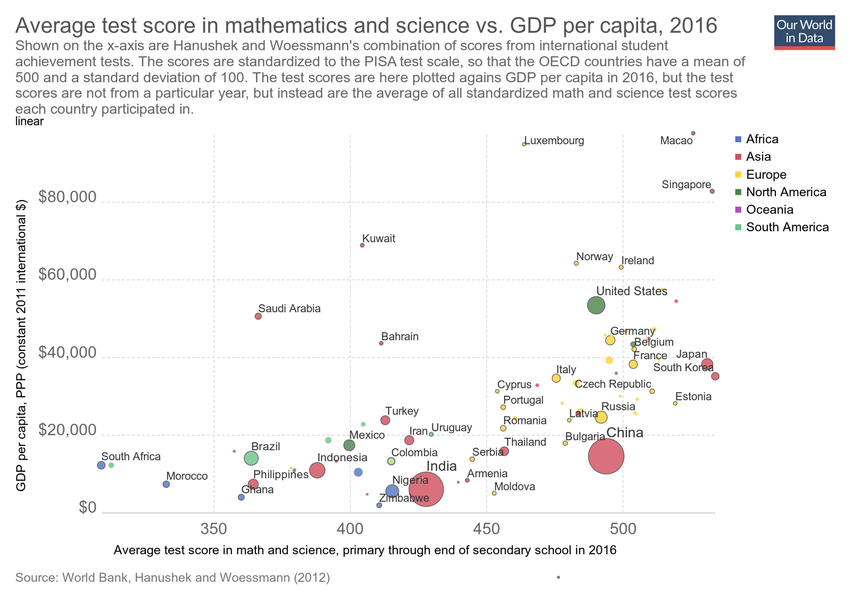 Average test score in mathematics and science vs. GDP per capita, 2016
Our World
in Data
Shown on the x-axis are Hanushek and Woessmann's combination of scores from international student
achievement tests. The scores are standardized to the PISA test scale, so that the OECD countries have a mean of
500 and a standard deviation of 100. The test scores are here plotted agains GDP per capita in 2016, but the test
scores are not from a particular year, but instead are the average of all standardized math and science test scores
each country participated in.
linear
Luxembourg
Macao
Africa
Asia
Europe
North America
Oceania
South America
Singapore
$80,000
Kuwait
Norway
Ireland
$60,000
United States
Saudi Arabia
Bahrain
Germany
Belgium
$40,000
France
Japan
Italy
South Korea
Cyprus
Czech Republic
Portugal
Estonia
Turkey
Latvia
Russia
Romania
$20,000
Mexico
Iran
Uruguay
China
Bulgaria
Thailand
Brazil
Colombia
Serbia
South Africa
Indonesia
India
Morocco
Philippines
Nigeria
Armenia
Ghana
Zimbabwe
Moldova
$0
GDP per capita, PPP (constant 2011 international $)
350
400
450
500
Average test score in math and science, primary through end of secondary school in 2016
Source: World Bank, Hanushek and Woessmann (2012)